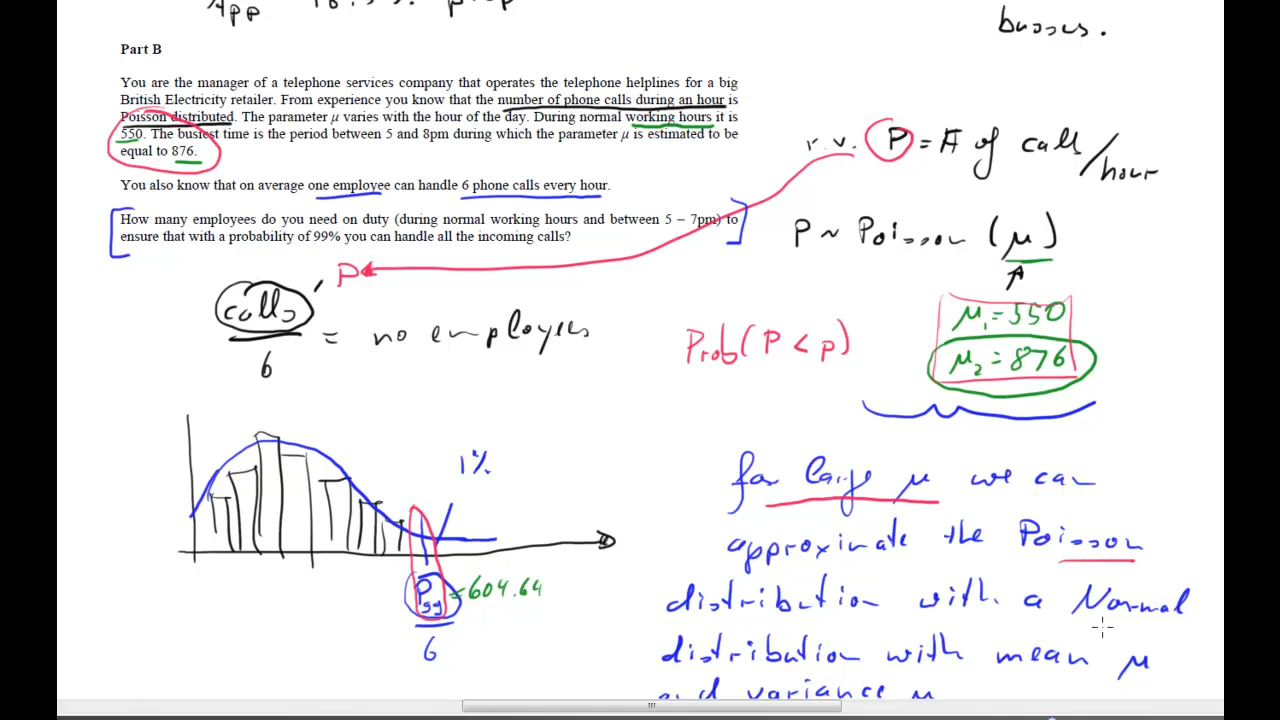 App
busses.
Part B
You are the manager of a telephone services company that operates the telephone helplines for a big
British Electricity retailer. From experience you know that the number of phone calls during an hour is
Poisson distributed. The parameter μ varies with the hour of the day. During normal working hours it is
550. The busiest time is the period between 5 and 8pm during which the parameter μ is estimated to be
equal to 876.
You also know that on average one employee can handle 6 phone calls every hour.
How many employees do you need on duty (during normal working hours and between 5 – 7pm) to
ensure that with a probability of 99% you can handle all the incoming calls?
r.v. P = # of calls/hour
P ~ Poisson (μ)
P
calls
6
= no employees
Prob(P < p)
μ₁=550
μ₂=876
1%
P99 = 604.64
6
for large μ we can
approximate the Poisson
distribution with a Normal
distribution with mean μ
and variance μ